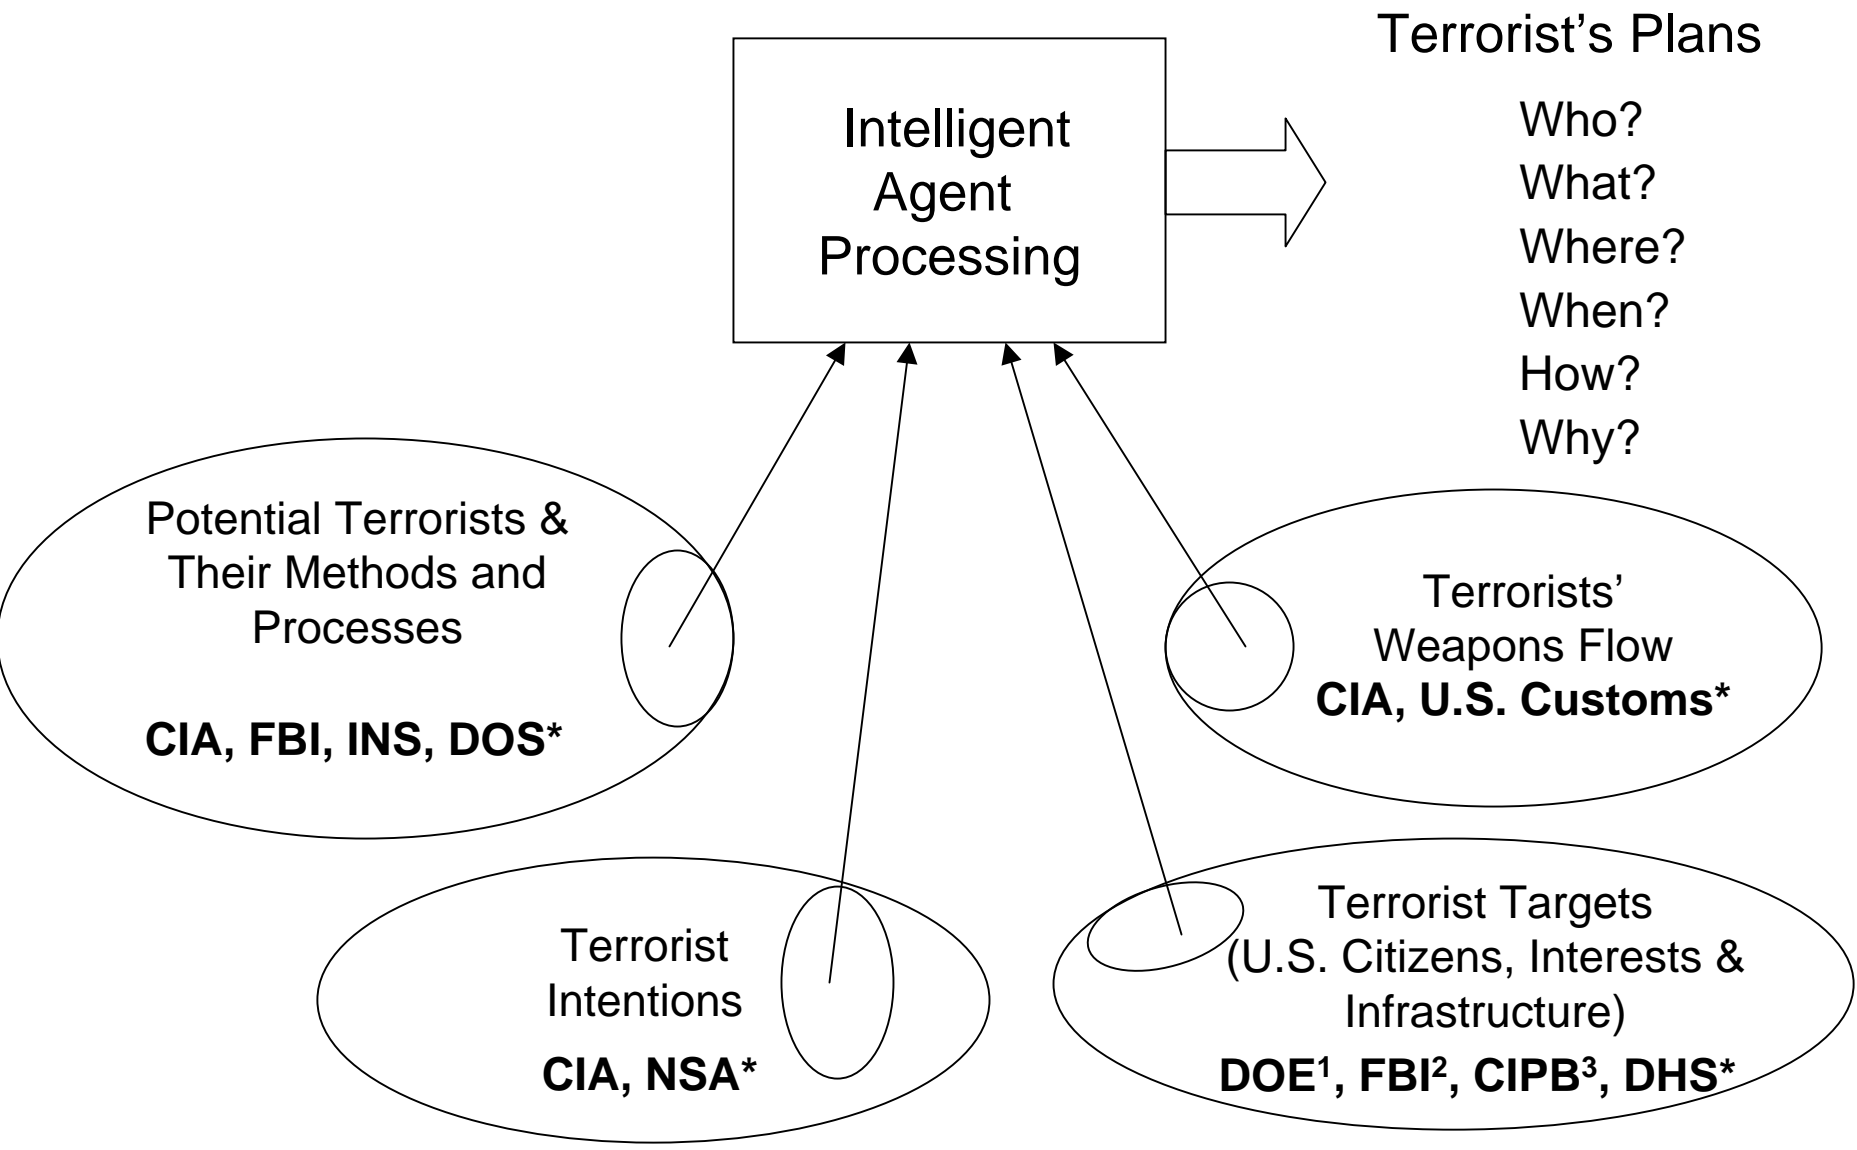 Terrorist’s Plans
Who?
What?
Where?
When?
How?
Why?
Intelligent
Agent
Processing
Potential Terrorists &
Their Methods and
Processes
CIA, FBI, INS, DOS*
Terrorists’
Weapons Flow
CIA, U.S. Customs*
Terrorist
Intentions
CIA, NSA*
Terrorist Targets
(U.S. Citizens, Interests &
Infrastructure)
DOE¹, FBI², CIPB³, DHS*